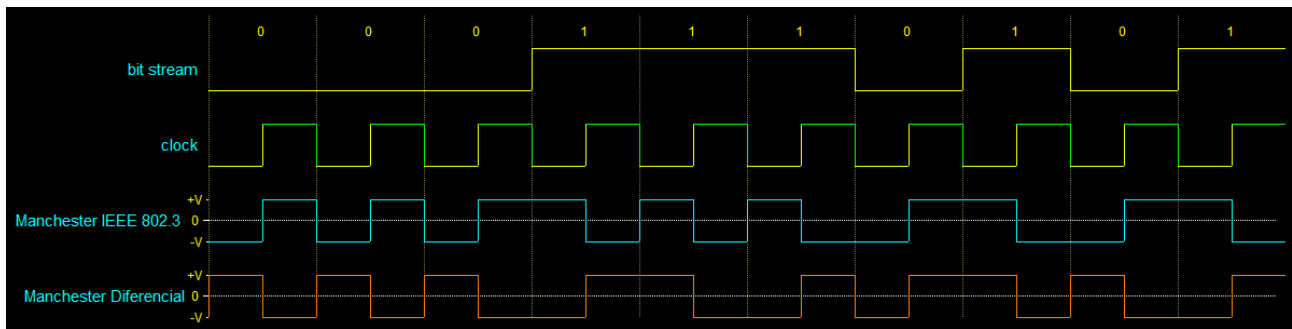 0 0 0 1 1 1 0 1 0 1
bit stream
clock
+V
Manchester IEEE 802.3 0
-V
+V
Manchester Diferencial 0
-V